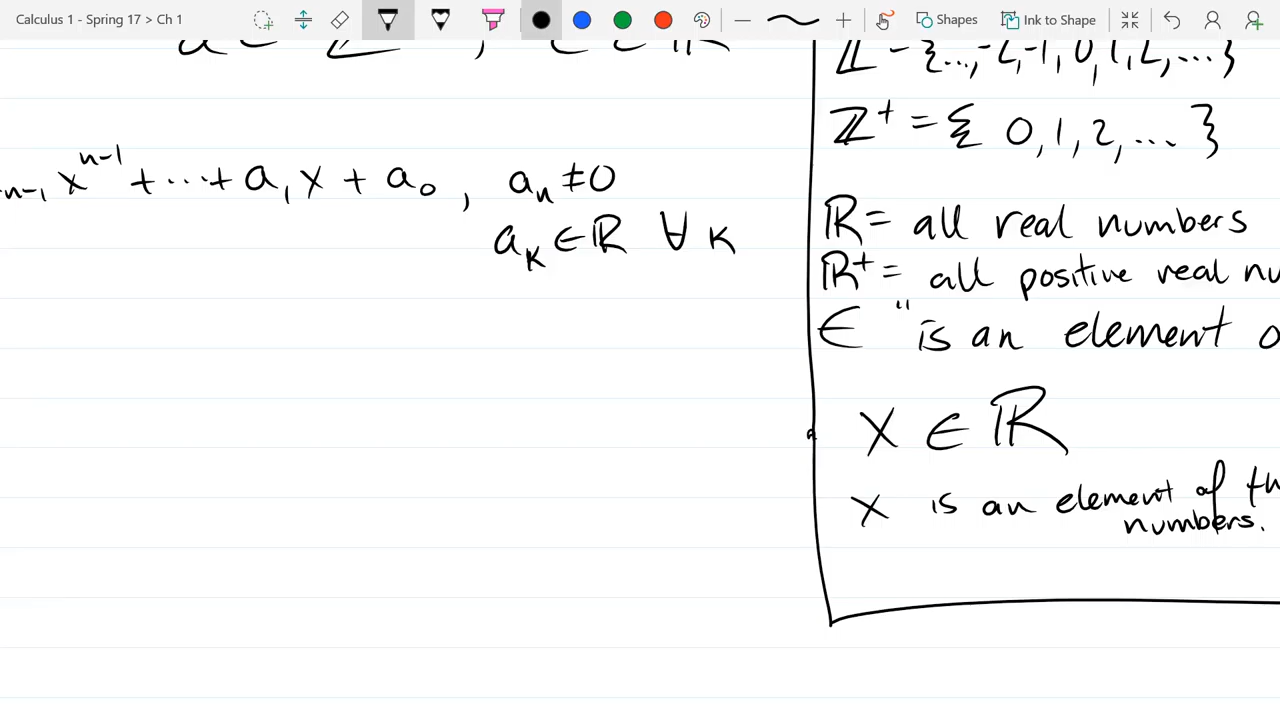 Calculus 1 - Spring 17 > Ch 1
Shapes
Ink to Shape
ℤ = {..., -2, -1, 0, 1, 2, ...}
ℤ⁺ = { 0, 1, 2, ... }
n-1 xⁿ⁻¹ + ... + a₁x + a₀ , aₙ ≠ 0
aₖ ∈ ℝ ∀ k
ℝ = all real numbers
ℝ⁺ = all positive real
∈ "is an element
x ∈ ℝ
x is an element of
numbers.